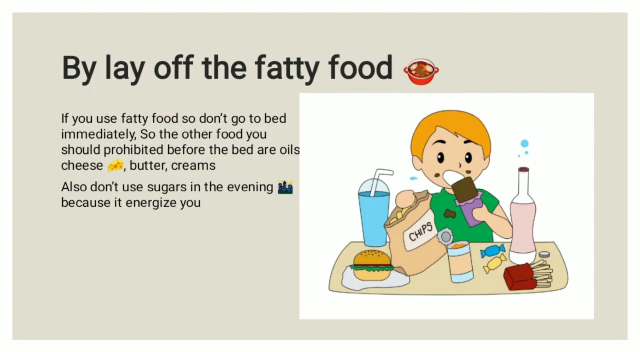 By lay off the fatty food 🍲
If you use fatty food so don't go to bed
immediately, So the other food you
should prohibited before the bed are oils
cheese 🧀, butter, creams
Also don't use sugars in the evening 🌆
because it energize you
CHIPS